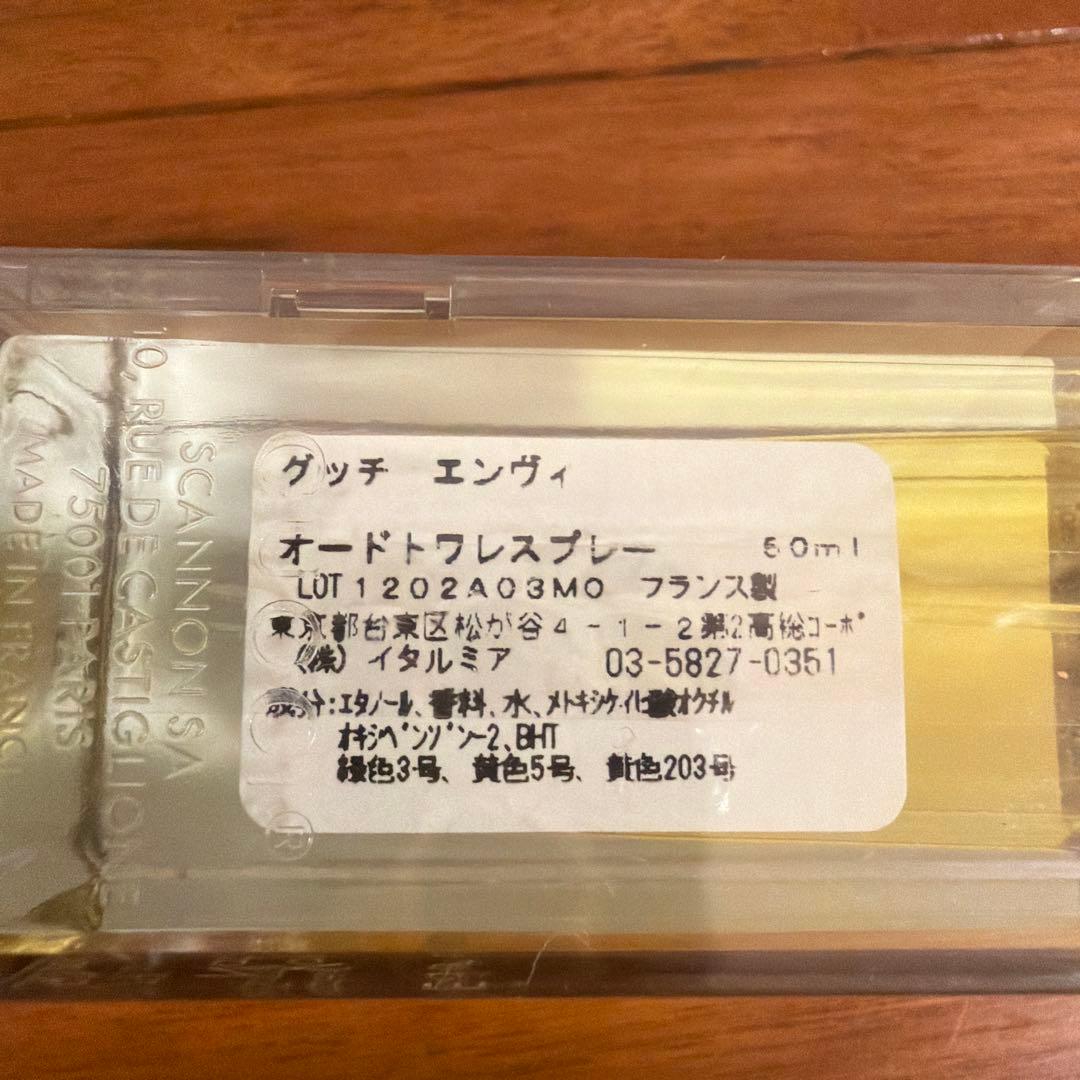 グッチ エンヴィ
オードトワレスプレー 50ml
LOT 1202A03M0 フランス製
東京都台東区松が谷4-1-2第2高総コーポ
(株)イタルミア 03-5827-0351
成分:エタノール、香料、水、メトキシケイヒ酸オクチル
オキシベンゾン-2、BHT
緑色3号、黄色5号、黄色203号
SCANNON SA
10, RUE DE CASTIGLIONE
75001 PARIS
MADE IN FRANCE